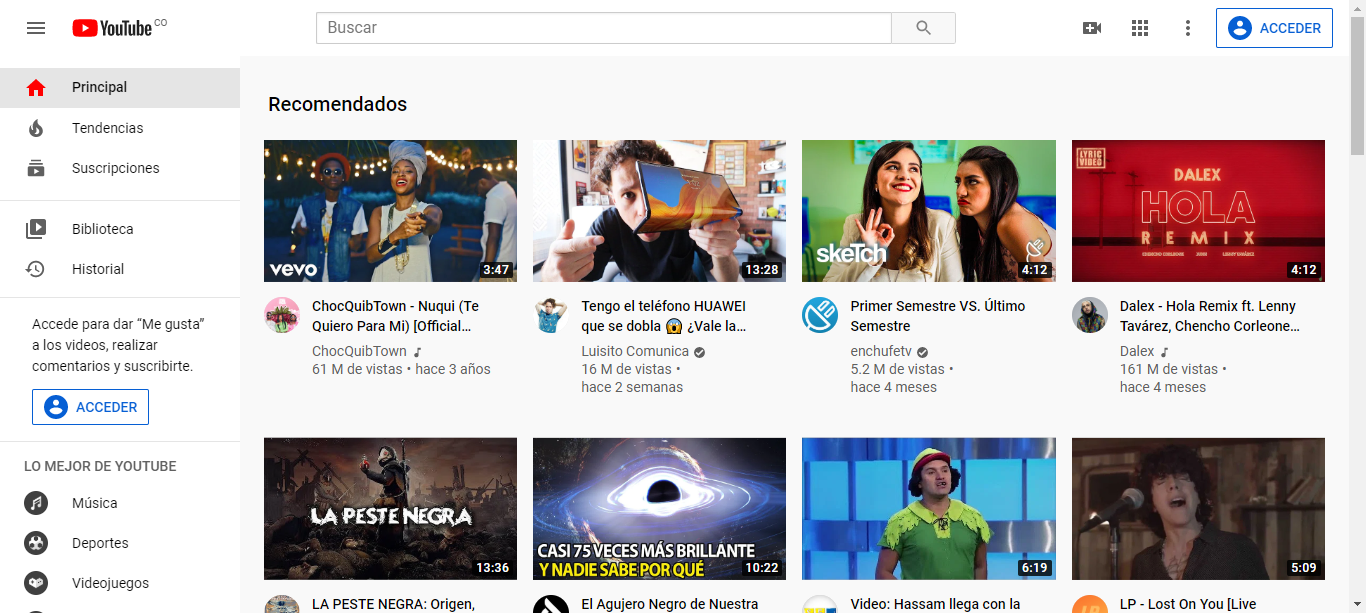 YouTube CO
Buscar
ACCEDER
Principal
Tendencias
Suscripciones
Biblioteca
Historial
Accede para dar “Me gusta”
a los videos, realizar
comentarios y suscribirte.
ACCEDER
LO MEJOR DE YOUTUBE
Música
Deportes
Videojuegos
Recomendados
vevo
3:47
ChocQuibTown - Nuqui (Te
Quiero Para Mi) [Official...
ChocQuibTown
61 M de vistas • hace 3 años
13:28
Tengo el teléfono HUAWEI
que se dobla 😱 ¿Vale la...
Luisito Comunica
16 M de vistas •
hace 2 semanas
skeTch
4:12
Primer Semestre VS. Último
Semestre
enchufetv
5.2 M de vistas •
hace 4 meses
LYRIC
VIDEO
DALEX
HOLA
REMIX
CHENCHO CORLEONE
LENNY TAVÁREZ
4:12
Dalex - Hola Remix ft. Lenny
Tavárez, Chencho Corleone...
Dalex
161 M de vistas •
hace 4 meses
LA PESTE NEGRA
13:36
LA PESTE NEGRA: Origen,
CASI 75 VECES MÁS BRILLANTE
Y NADIE SABE POR QUÉ
10:22
El Agujero Negro de Nuestra
6:19
Video: Hassam llega con la
5:09
LP
LP - Lost On You [Live